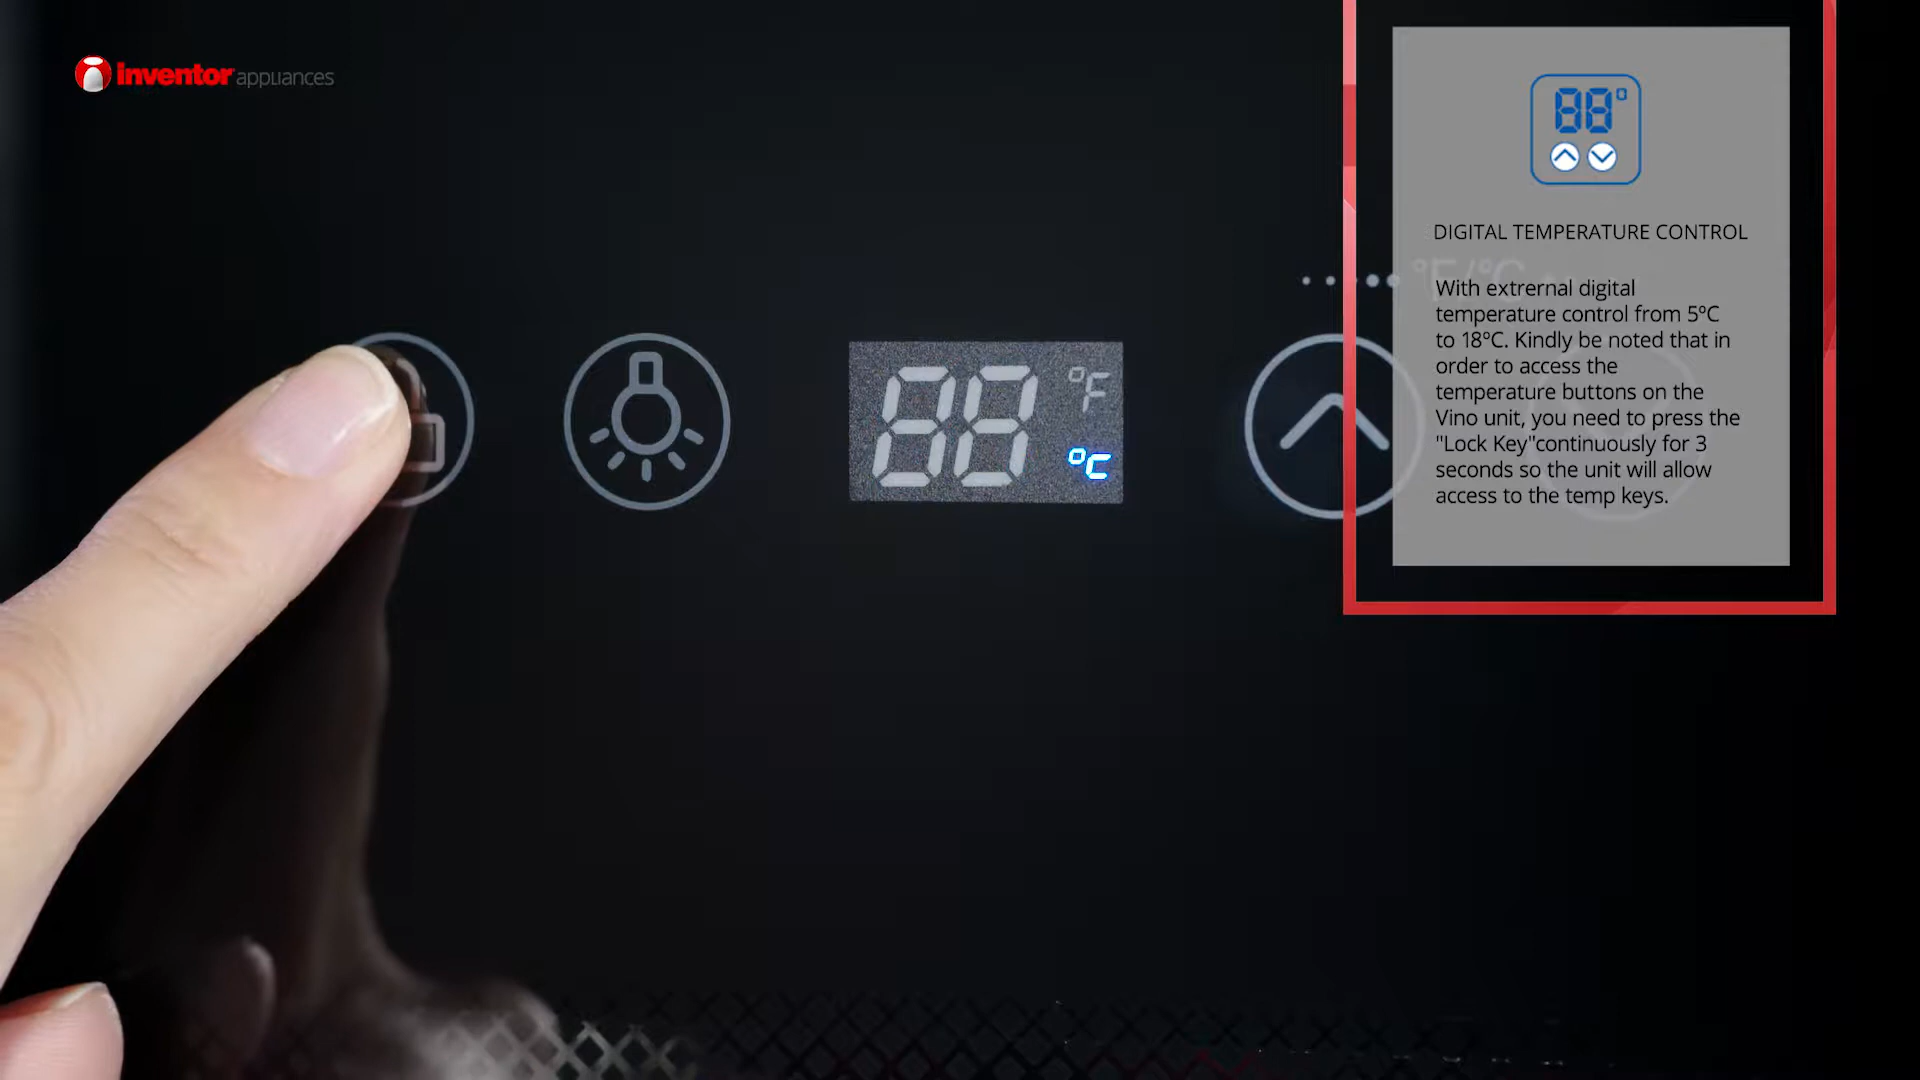 inventor appliances
88°
DIGITAL TEMPERATURE CONTROL
°F/°C
With extrernal digital
temperature control from 5°C
to 18°C. Kindly be noted that in
order to access the
temperature buttons on the
Vino unit, you need to press the
"Lock Key"continuously for 3
seconds so the unit will allow
access to the temp keys.
88 °F
°C